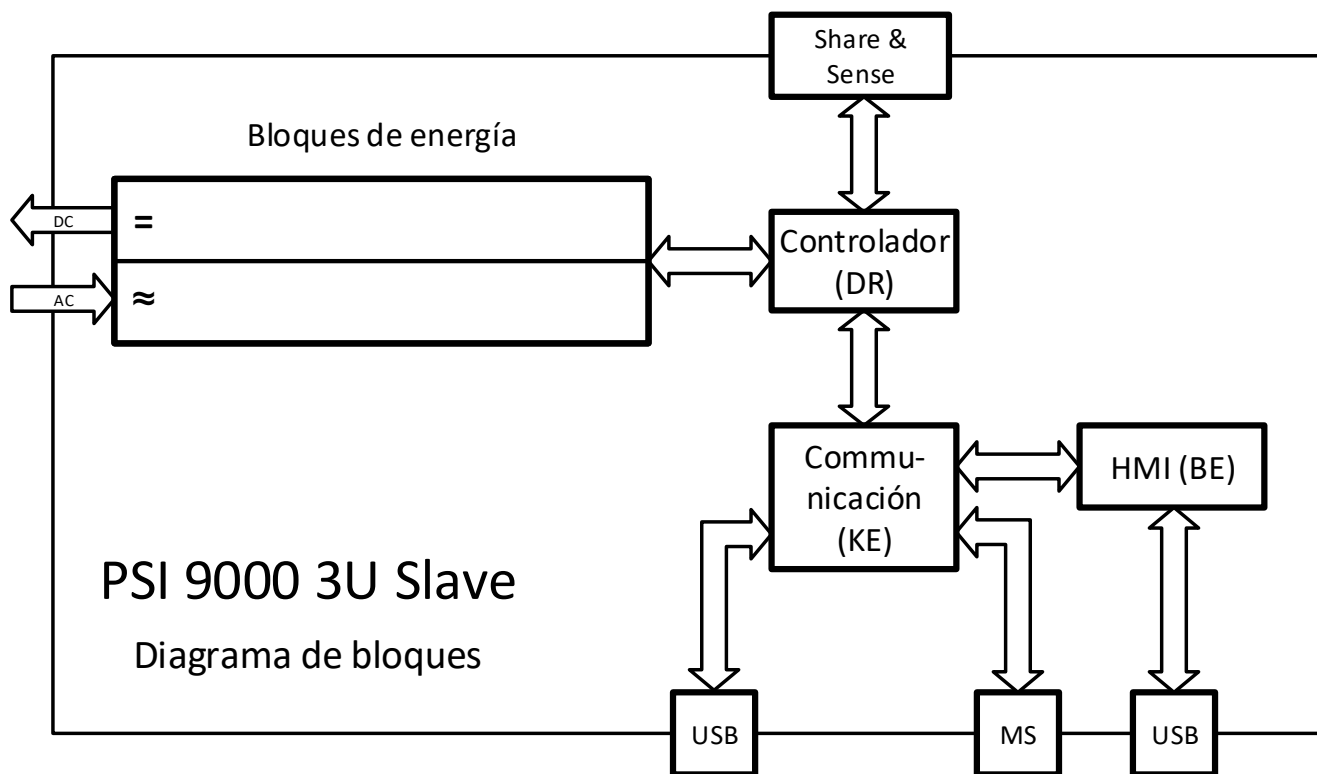 Share &
Sense
Bloques de energía
DC
=
Controlador
(DR)
AC
≈
Commu-
nicación
(KE)
HMI (BE)
PSI 9000 3U Slave
Diagrama de bloques
USB
MS
USB